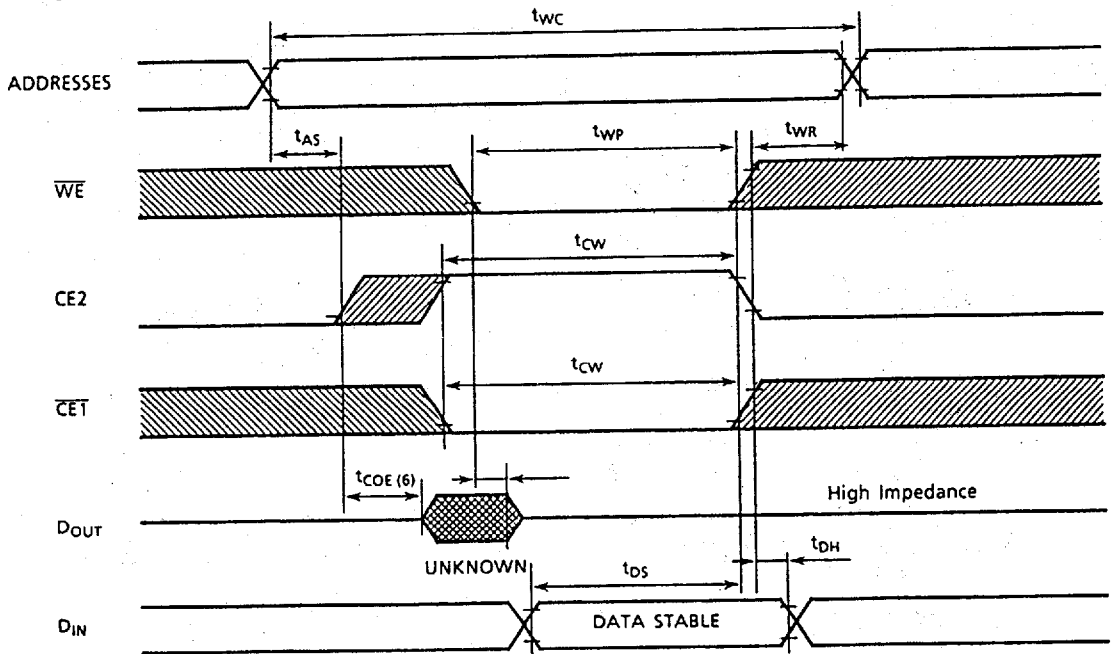 tWC
ADDRESSES
tAS
tWP
tWR
WE
tCW
CE2
tCW
CE1
tCOE (6)
High Impedance
DOUT
tDH
UNKNOWN
tDS
DIN
DATA STABLE